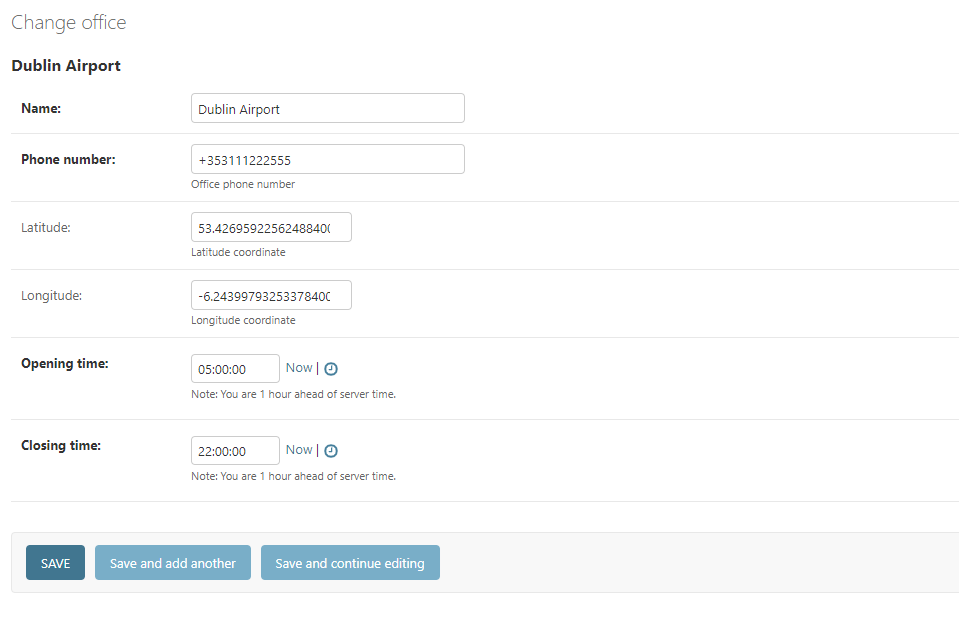 Change office
Dublin Airport
Name: Dublin Airport
Phone number: +353111222555
Office phone number
Latitude: 53.42695922562488400
Latitude coordinate
Longitude: -6.24399793253378400
Longitude coordinate
Opening time: 05:00:00 Now |
Note: You are 1 hour ahead of server time.
Closing time: 22:00:00 Now |
Note: You are 1 hour ahead of server time.
SAVE Save and add another Save and continue editing